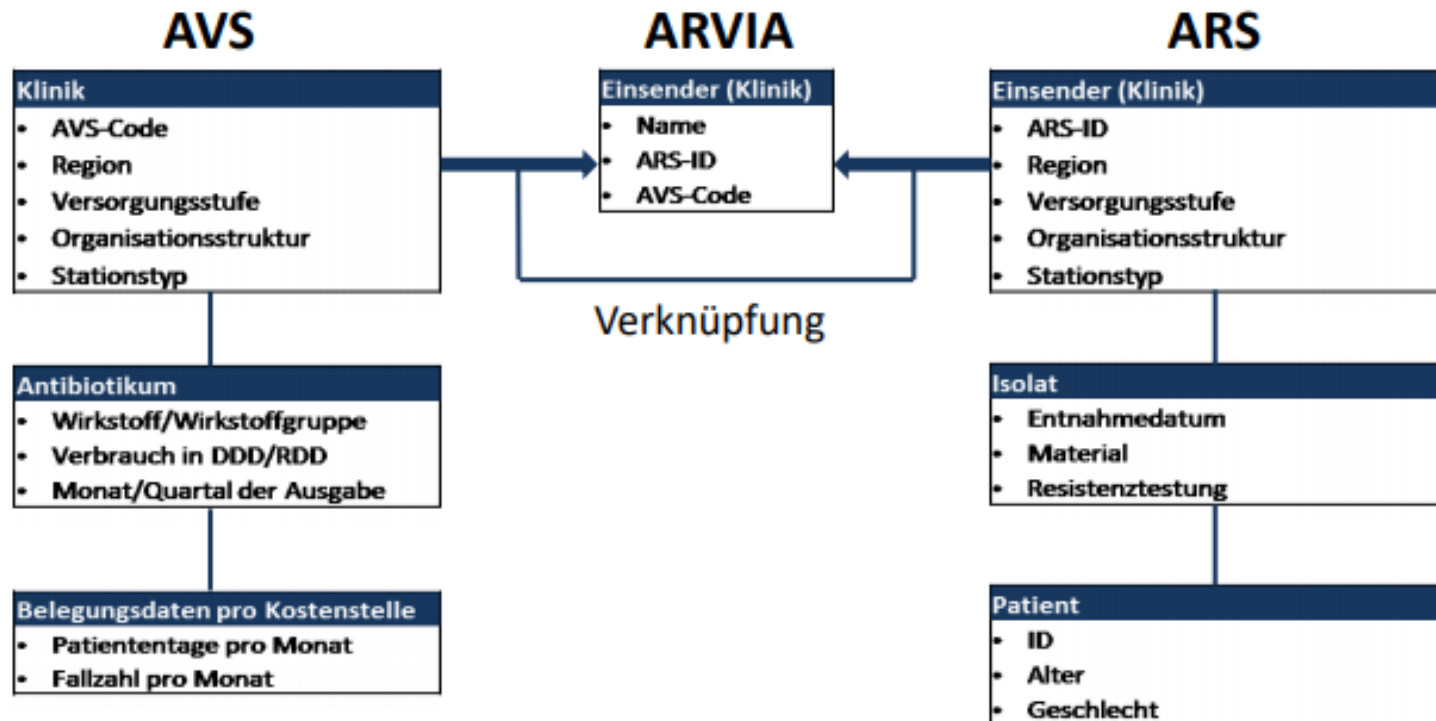 AVS
Klinik
• AVS-Code
• Region
• Versorgungsstufe
• Organisationsstruktur
• Stationstyp
Antibiotikum
• Wirkstoff/Wirkstoffgruppe
• Verbrauch in DDD/RDD
• Monat/Quartal der Ausgabe
Belegungsdaten pro Kostenstelle
• Patiententage pro Monat
• Fallzahl pro Monat
ARVIA
Einsender (Klinik)
• Name
• ARS-ID
• AVS-Code
Verknüpfung
ARS
Einsender (Klinik)
• ARS-ID
• Region
• Versorgungsstufe
• Organisationsstruktur
• Stationstyp
Isolat
• Entnahmedatum
• Material
• Resistenztestung
Patient
• ID
• Alter
• Geschlecht